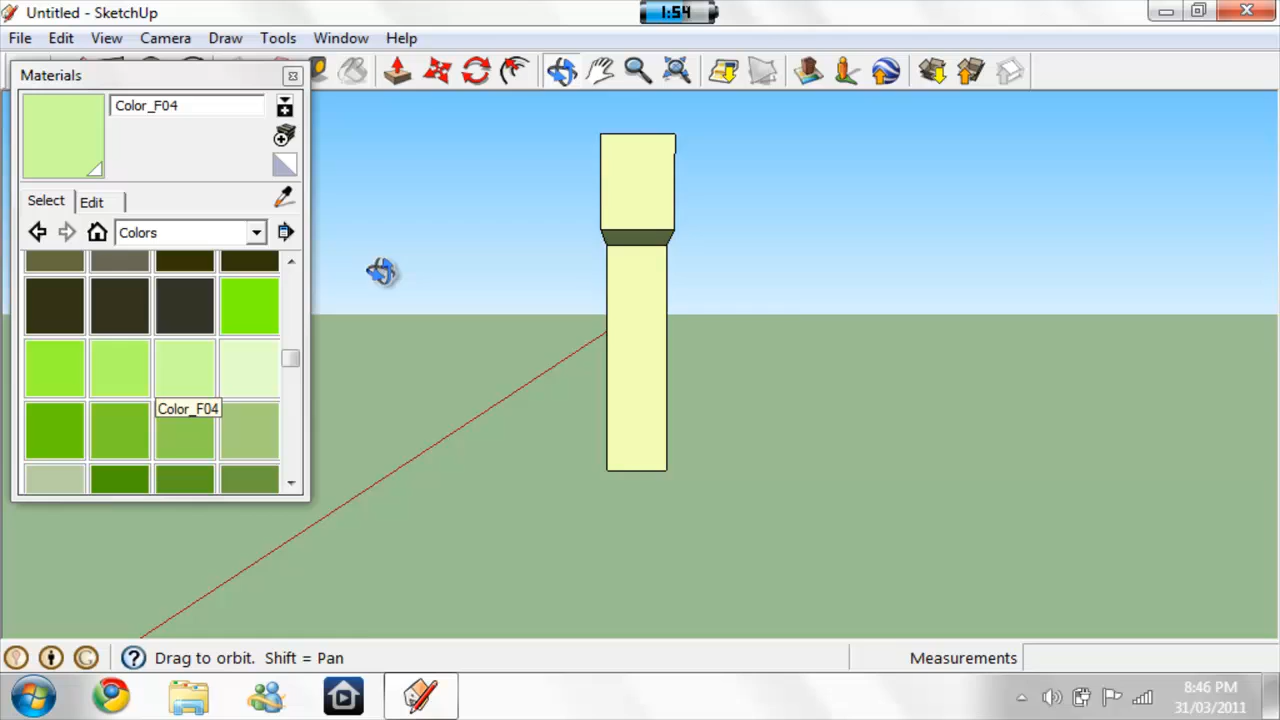 Untitled - SketchUp
1:54
File Edit View Camera Draw Tools Window Help
Materials
Color_F04
Select Edit
Colors
Color_F04
Drag to orbit. Shift = Pan
Measurements
8:46 PM
31/03/2011